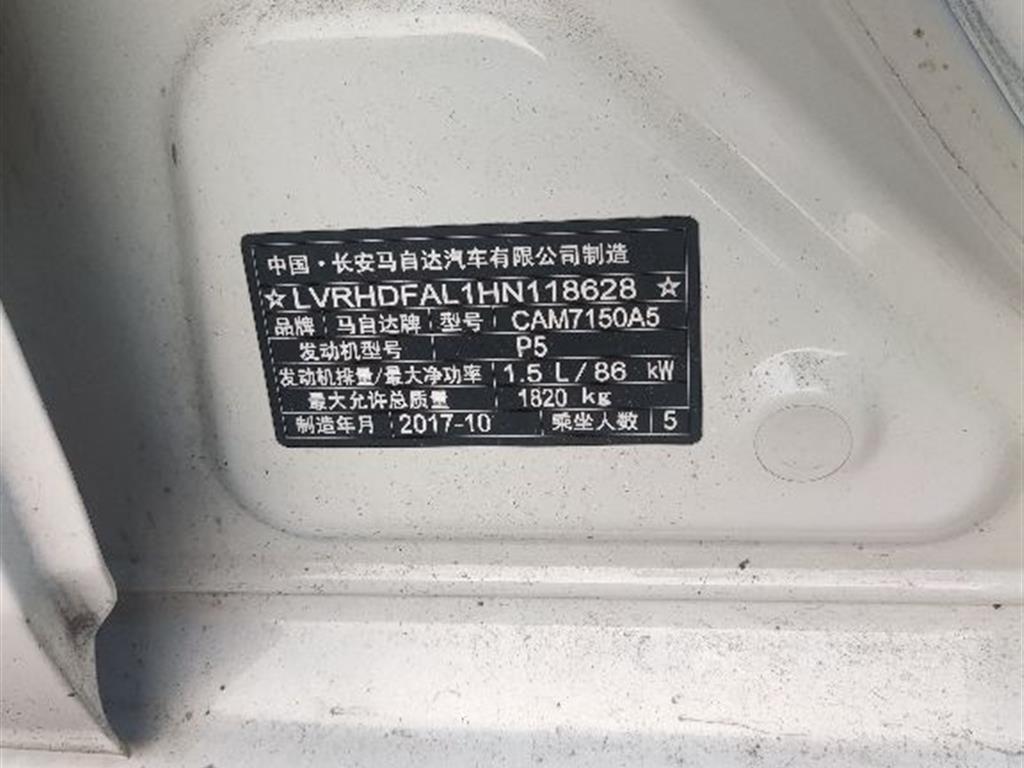 中国·长安马自达汽车有限公司制造
☆LVRHDFAL1HN118628☆
品牌 马自达牌 型号 CAM7150A5
发动机型号 P5
发动机排量/最大净功率 1.5 L/86 kW
最大允许总质量 1820 kg
制造年月 2017-10 乘坐人数 5